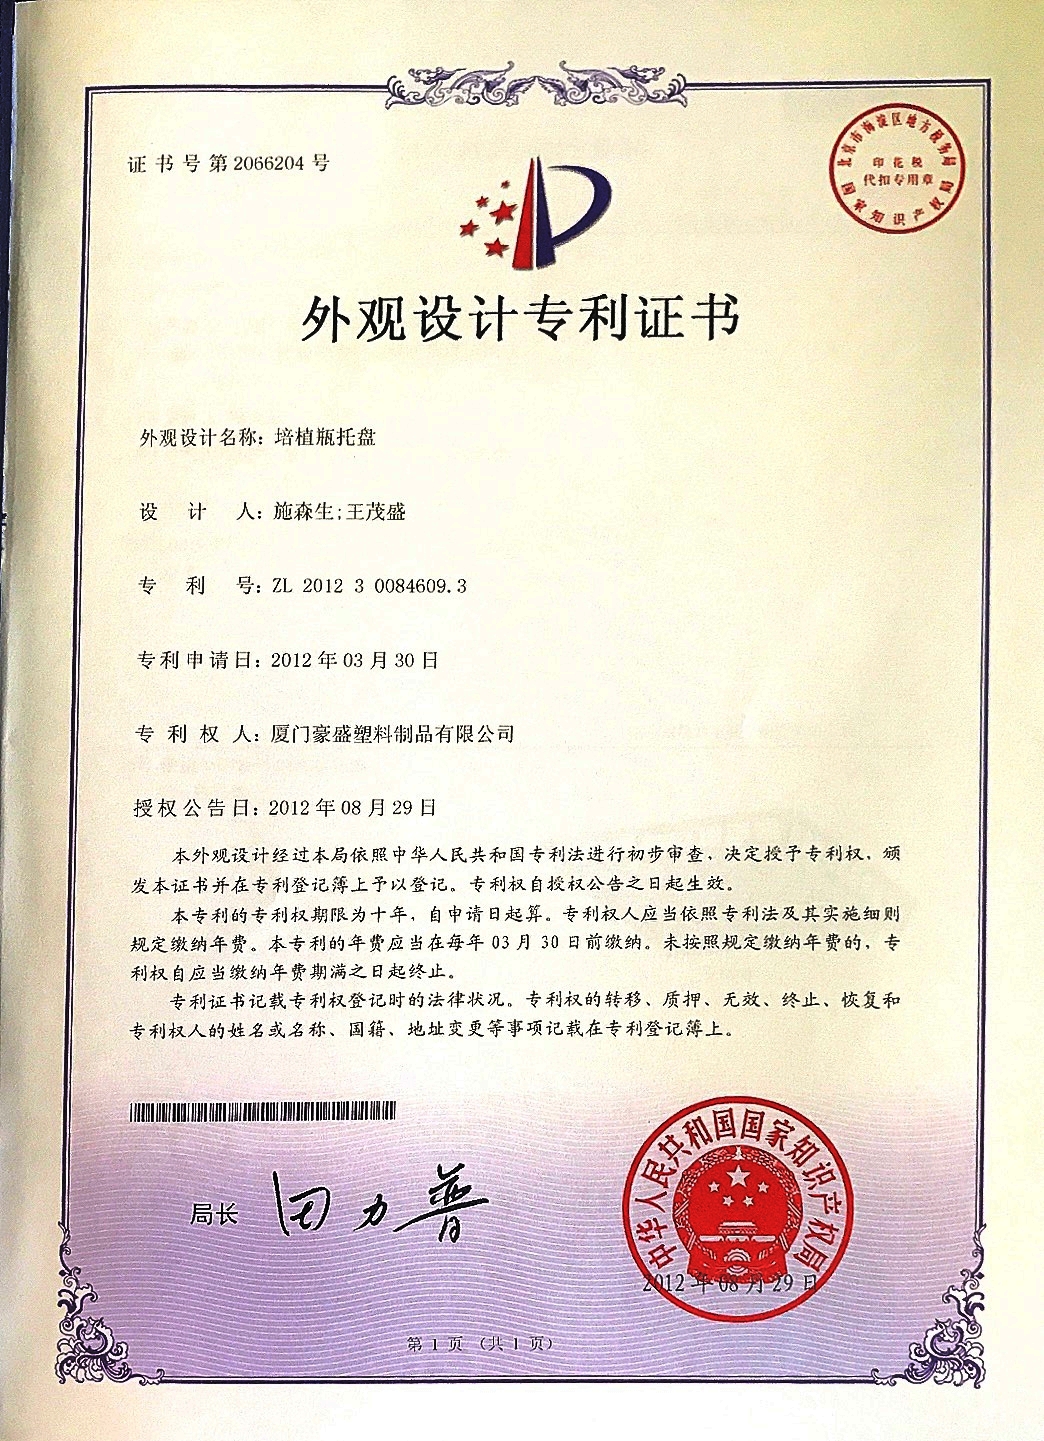 证书号第2066204号
北京市海淀区地方税务局
印花税
代扣专用章
国家知识产权局
外观设计专利证书
外观设计名称：培植瓶托盘
设计人：施森生;王茂盛
专利号：ZL 2012 3 0084609.3
专利申请日：2012年03月30日
专利权人：厦门豪盛塑料制品有限公司
授权公告日：2012年08月29日
本外观设计经过本局依照中华人民共和国专利法进行初步审查，决定授予专利权，颁
发本证书并在专利登记簿上予以登记。专利权自授权公告之日起生效。
本专利的专利权期限为十年，自申请日起算。专利权人应当依照专利法及其实施细则
规定缴纳年费。本专利的年费应当在每年03月30日前缴纳。未按照规定缴纳年费的，专
利权自应当缴纳年费期满之日起终止。
专利证书记载专利权登记时的法律状况。专利权的转移、质押、无效、终止、恢复和
专利权人的姓名或名称、国籍、地址变更等事项记载在专利登记簿上。
局长 田力普
中华人民共和国国家知识产权局
2012年08月29日
第1页（共1页）